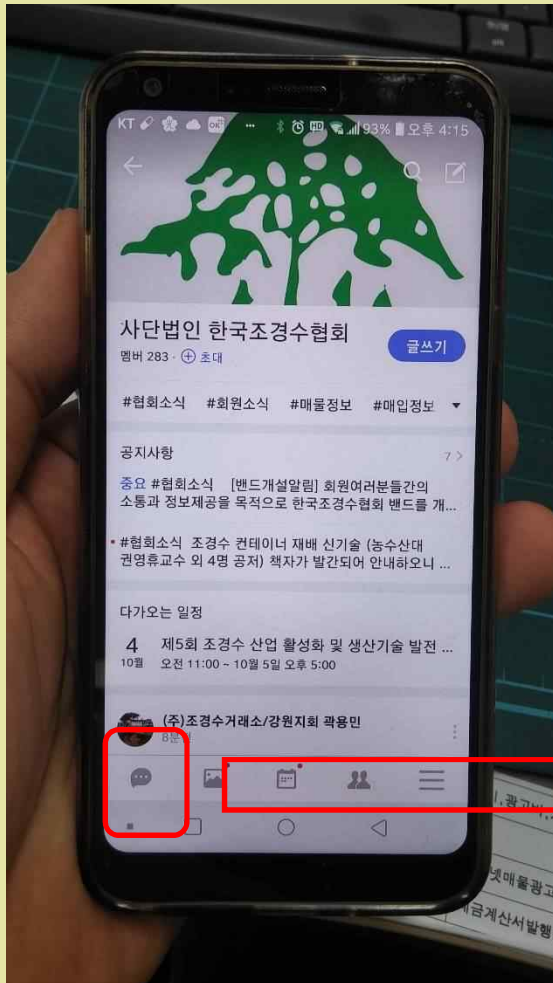 KT OK ... HD 93% 오후 4:15
사단법인 한국조경수협회
멤버 283 · ⊕ 초대
글쓰기
#협회소식 #회원소식 #매물정보 #매입정보 ▼
공지사항 7 >
중요 #협회소식 [밴드개설알림] 회원여러분들간의
소통과 정보제공을 목적으로 한국조경수협회 밴드를 개...
#협회소식 조경수 컨테이너 재배 신기술 (농수산대
권영휴교수 외 4명 공저) 책자가 발간되어 안내하오니 ...
다가오는 일정
4 제5회 조경수 산업 활성화 및 생산기술 발전 ...
10월 오전 11:00 ~ 10월 5일 오후 5:00
(주)조경수거래소/강원지회 곽용민
8분 전
넷매물광고
금계산서발행